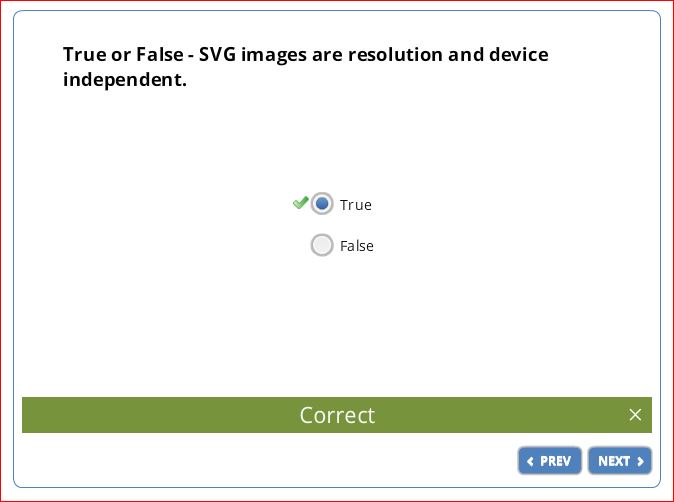 True or False - SVG images are resolution and device
independent.
True
False
Correct
PREV
NEXT